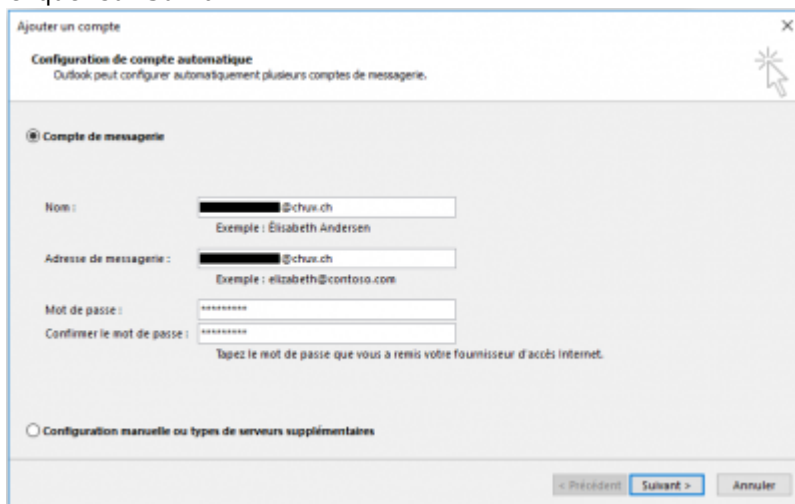 Ajouter un compte
Configuration de compte automatique
Outlook peut configurer automatiquement plusieurs comptes de messagerie.
Compte de messagerie
Nom : @chuv.ch
Exemple : Élisabeth Andersen
Adresse de messagerie : @chuv.ch
Exemple : elizabeth@contoso.com
Mot de passe : *********
Confirmer le mot de passe : *********
Tapez le mot de passe que vous a remis votre fournisseur d'accès Internet.
Configuration manuelle ou types de serveurs supplémentaires
< Précédent Suivant > Annuler